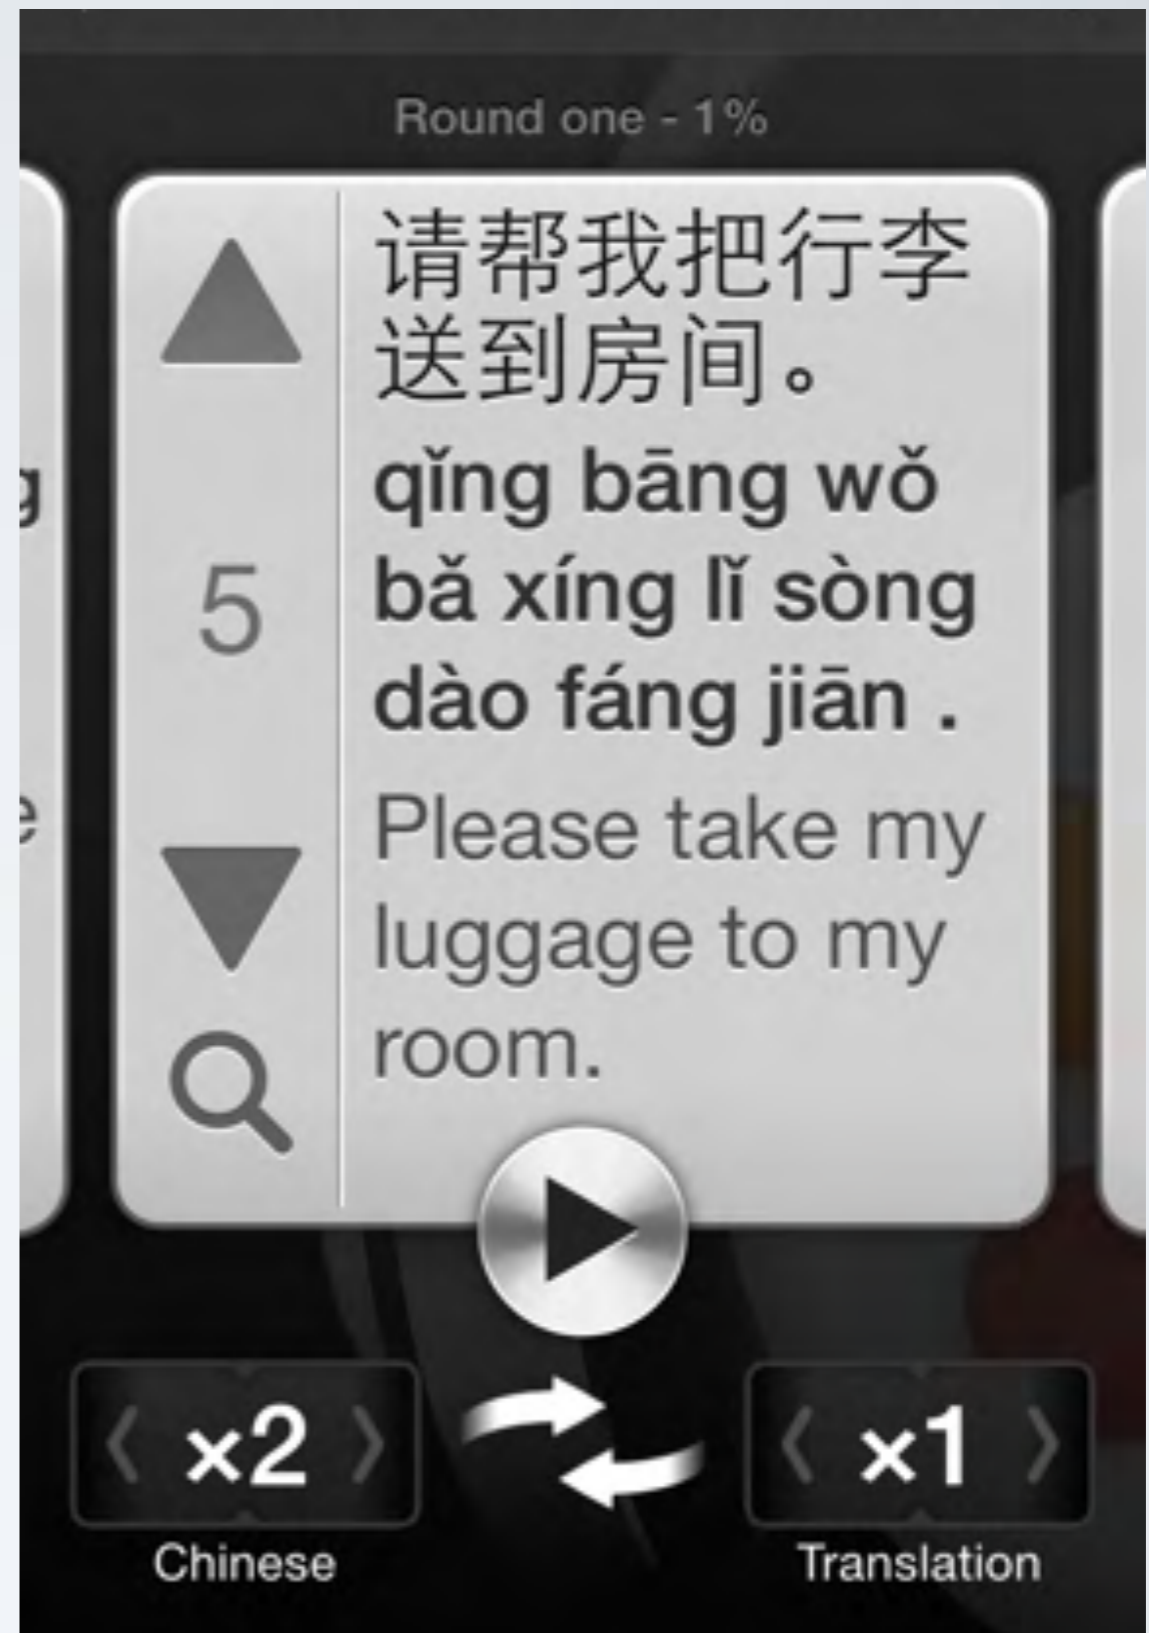 Round one - 1%
请帮我把行李
送到房间。
qǐng bāng wǒ
g
5
bǎ xíng lǐ sòng
dào fáng jiān .
e
Please take my
luggage to my
room.
×2
×1
Chinese
Translation